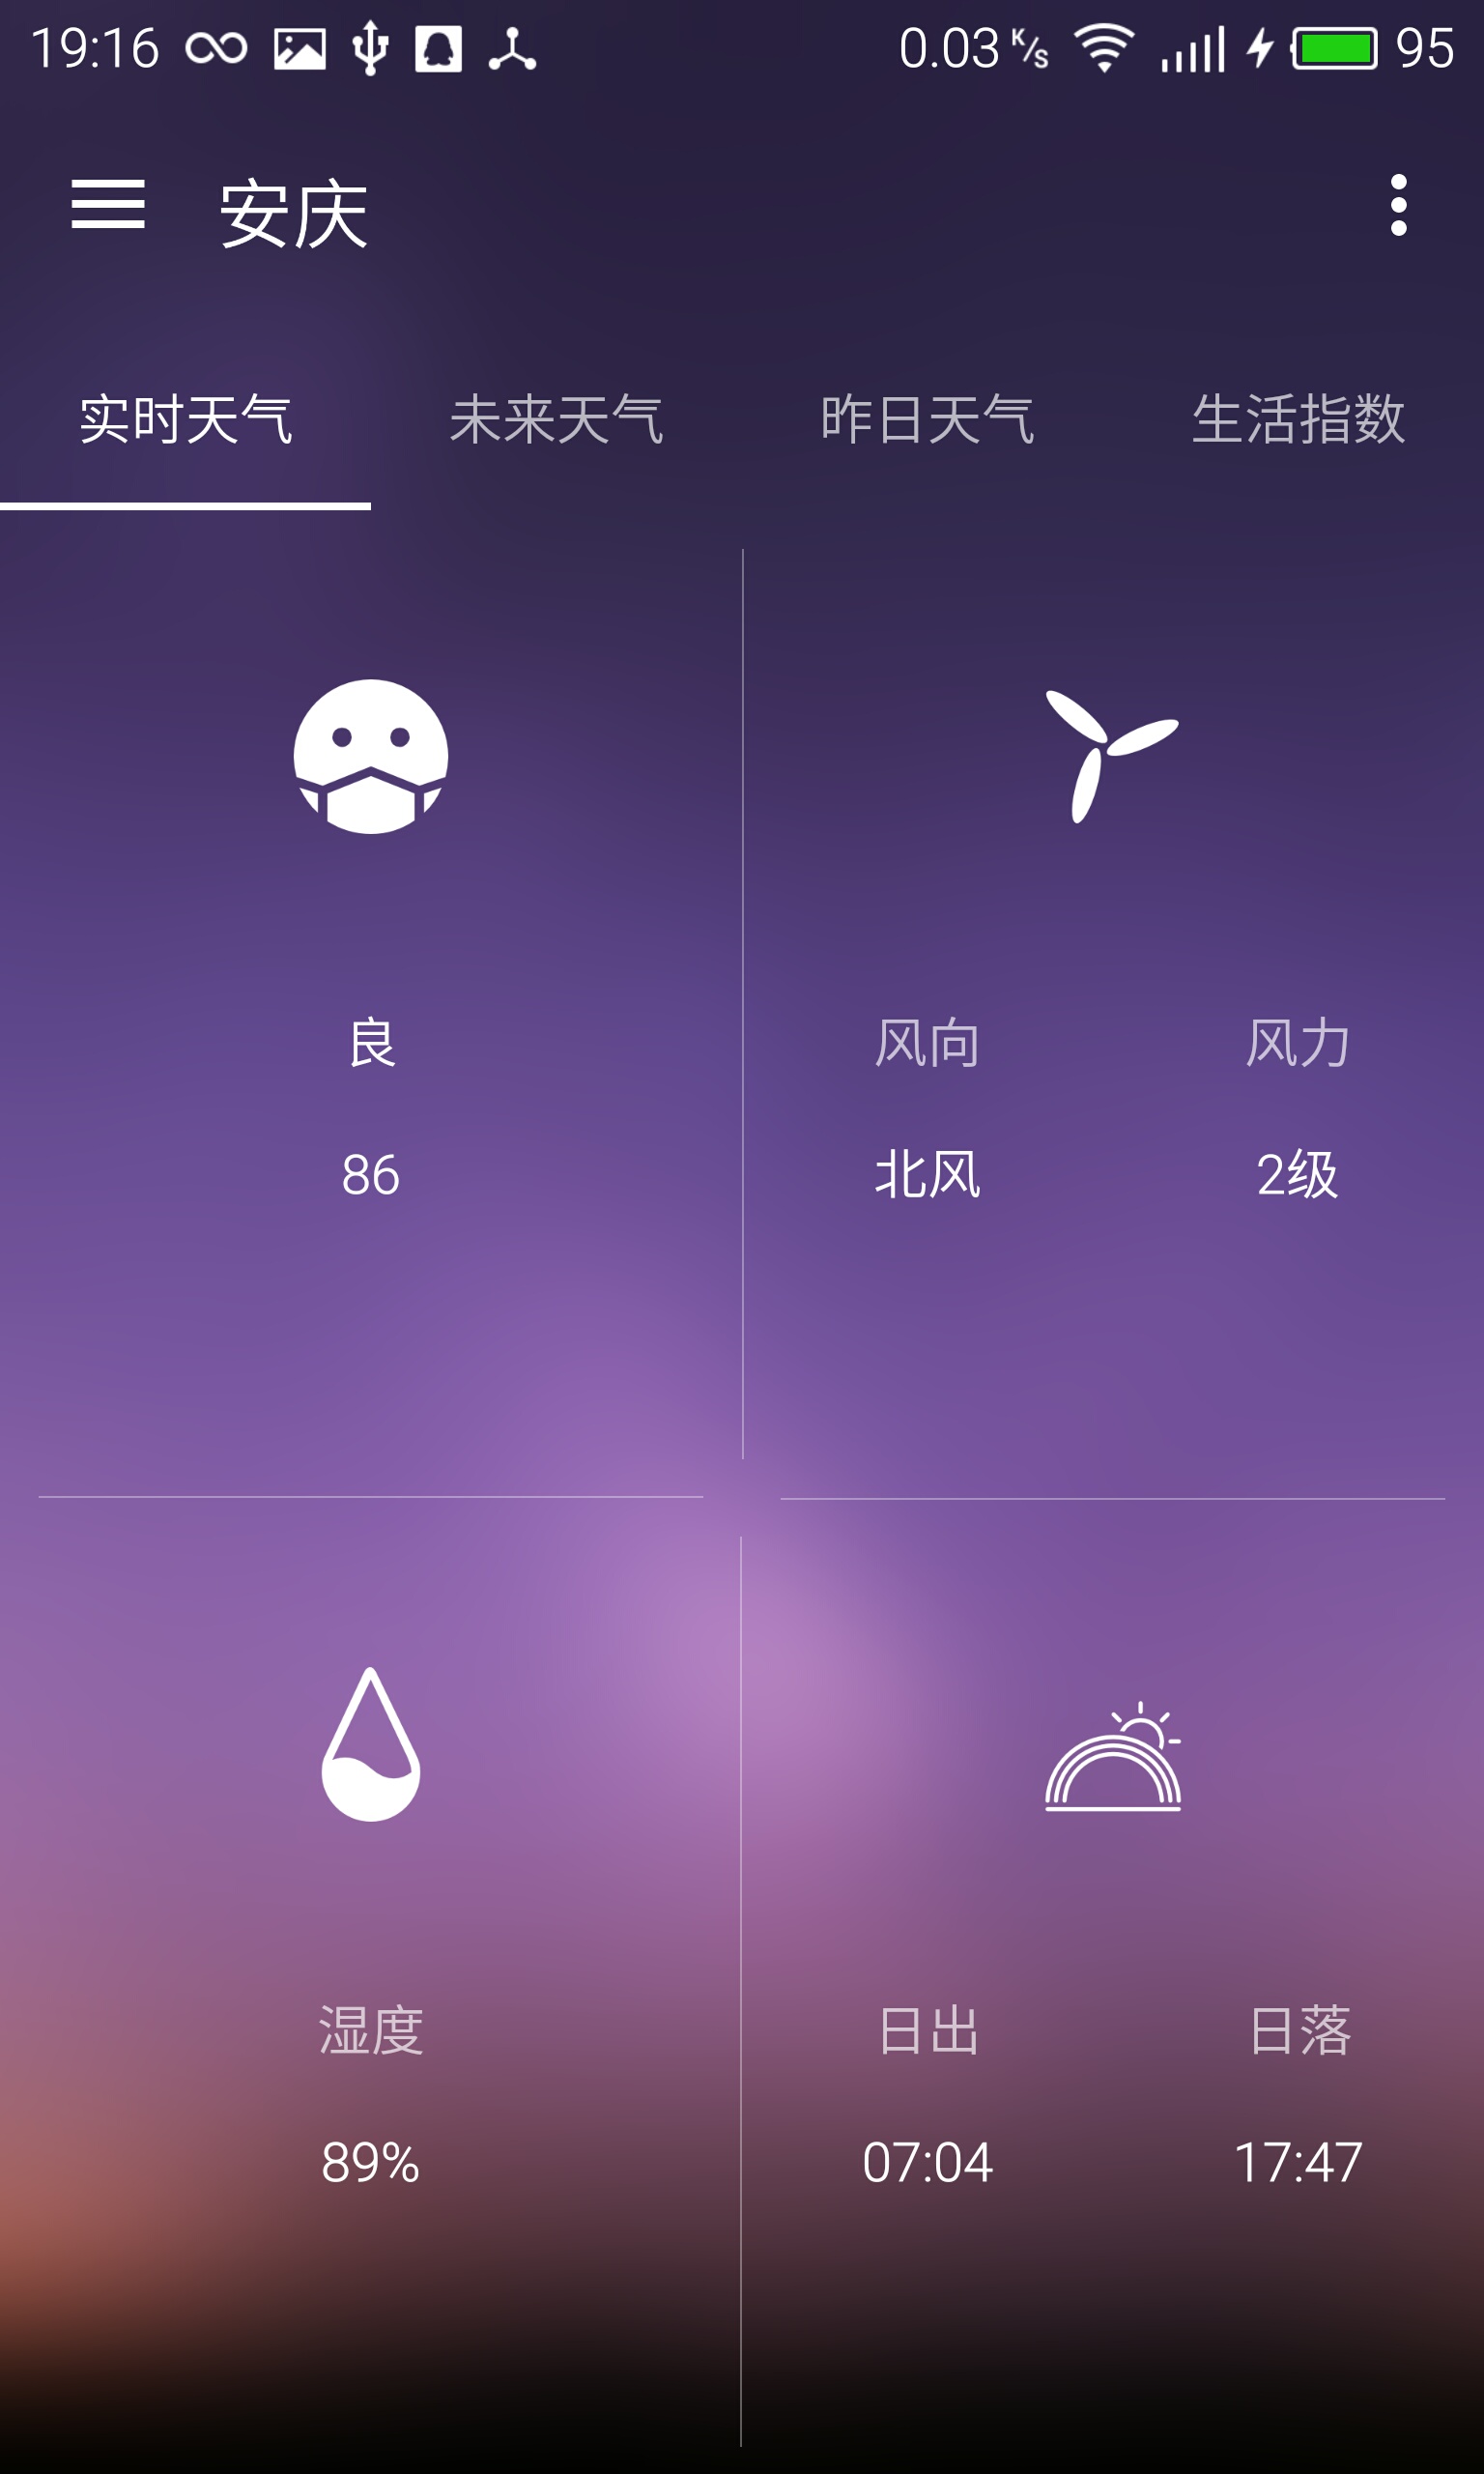 19:16 0.03 K/S 95
安庆
实时天气 未来天气 昨日天气 生活指数
良
86
风向 风力
北风 2级
湿度
89%
日出 日落
07:04 17:47